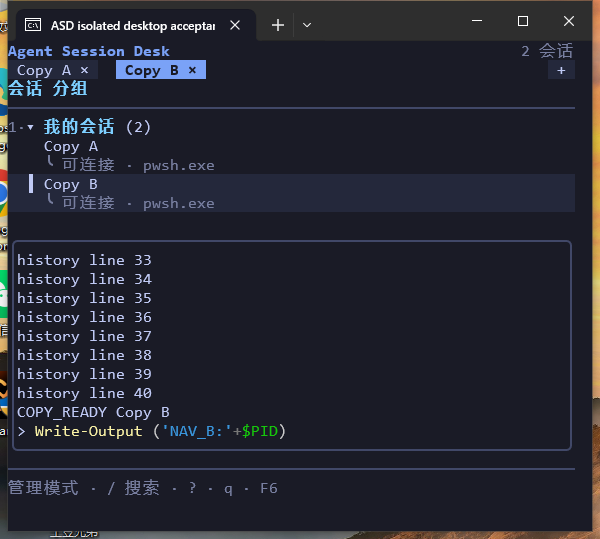 ASD isolated desktop acceptar
Agent Session Desk 2 会话
Copy A × Copy B × +
会话 分组
1·▾ 我的会话 (2)
Copy A
╰ 可连接 · pwsh.exe
Copy B
╰ 可连接 · pwsh.exe
history line 33
history line 34
history line 35
history line 36
history line 37
history line 38
history line 39
history line 40
COPY_READY Copy B
> Write-Output ('NAV_B:'+$PID)
管理模式 · / 搜索 · ? · q · F6